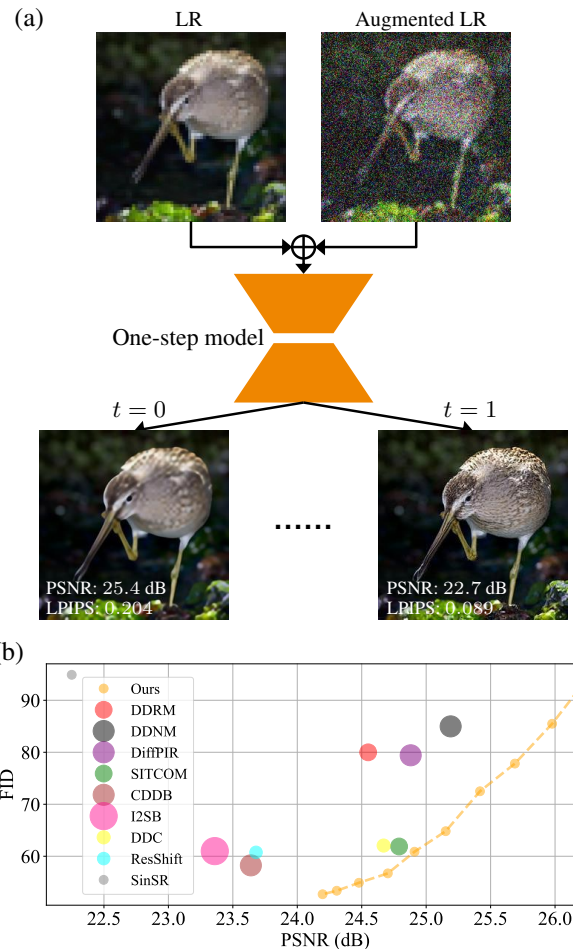 (a)
LR
Augmented LR
One-step model
t = 0
t = 1
......
PSNR: 25.4 dB
LPIPS: 0.204
PSNR: 22.7 dB
LPIPS: 0.089
(b)
FID
90
80
70
60
Ours
DDRM
DDNM
DiffPIR
SITCOM
CDDB
I2SB
DDC
ResShift
SinSR
22.5 23.0 23.5 24.0 24.5 25.0 25.5 26.0
PSNR (dB)